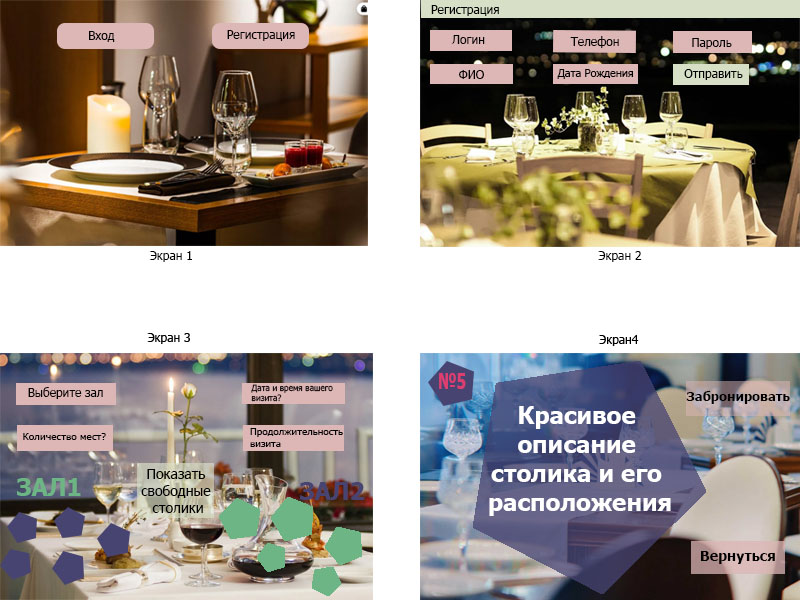 Вход
Регистрация
Экран 1
Регистрация
Логин
Телефон
Пароль
ФИО
Дата Рождения
Отправить
Экран 2
Экран 3
Выберите зал
Дата и время вашего
визита?
Количество мест?
Продолжительность
визита
ЗАЛ1
Показать
свободные
столики
ЗАЛ2
Экран4
№5
Забронировать
Красивое
описание
столика и его
расположения
Вернуться